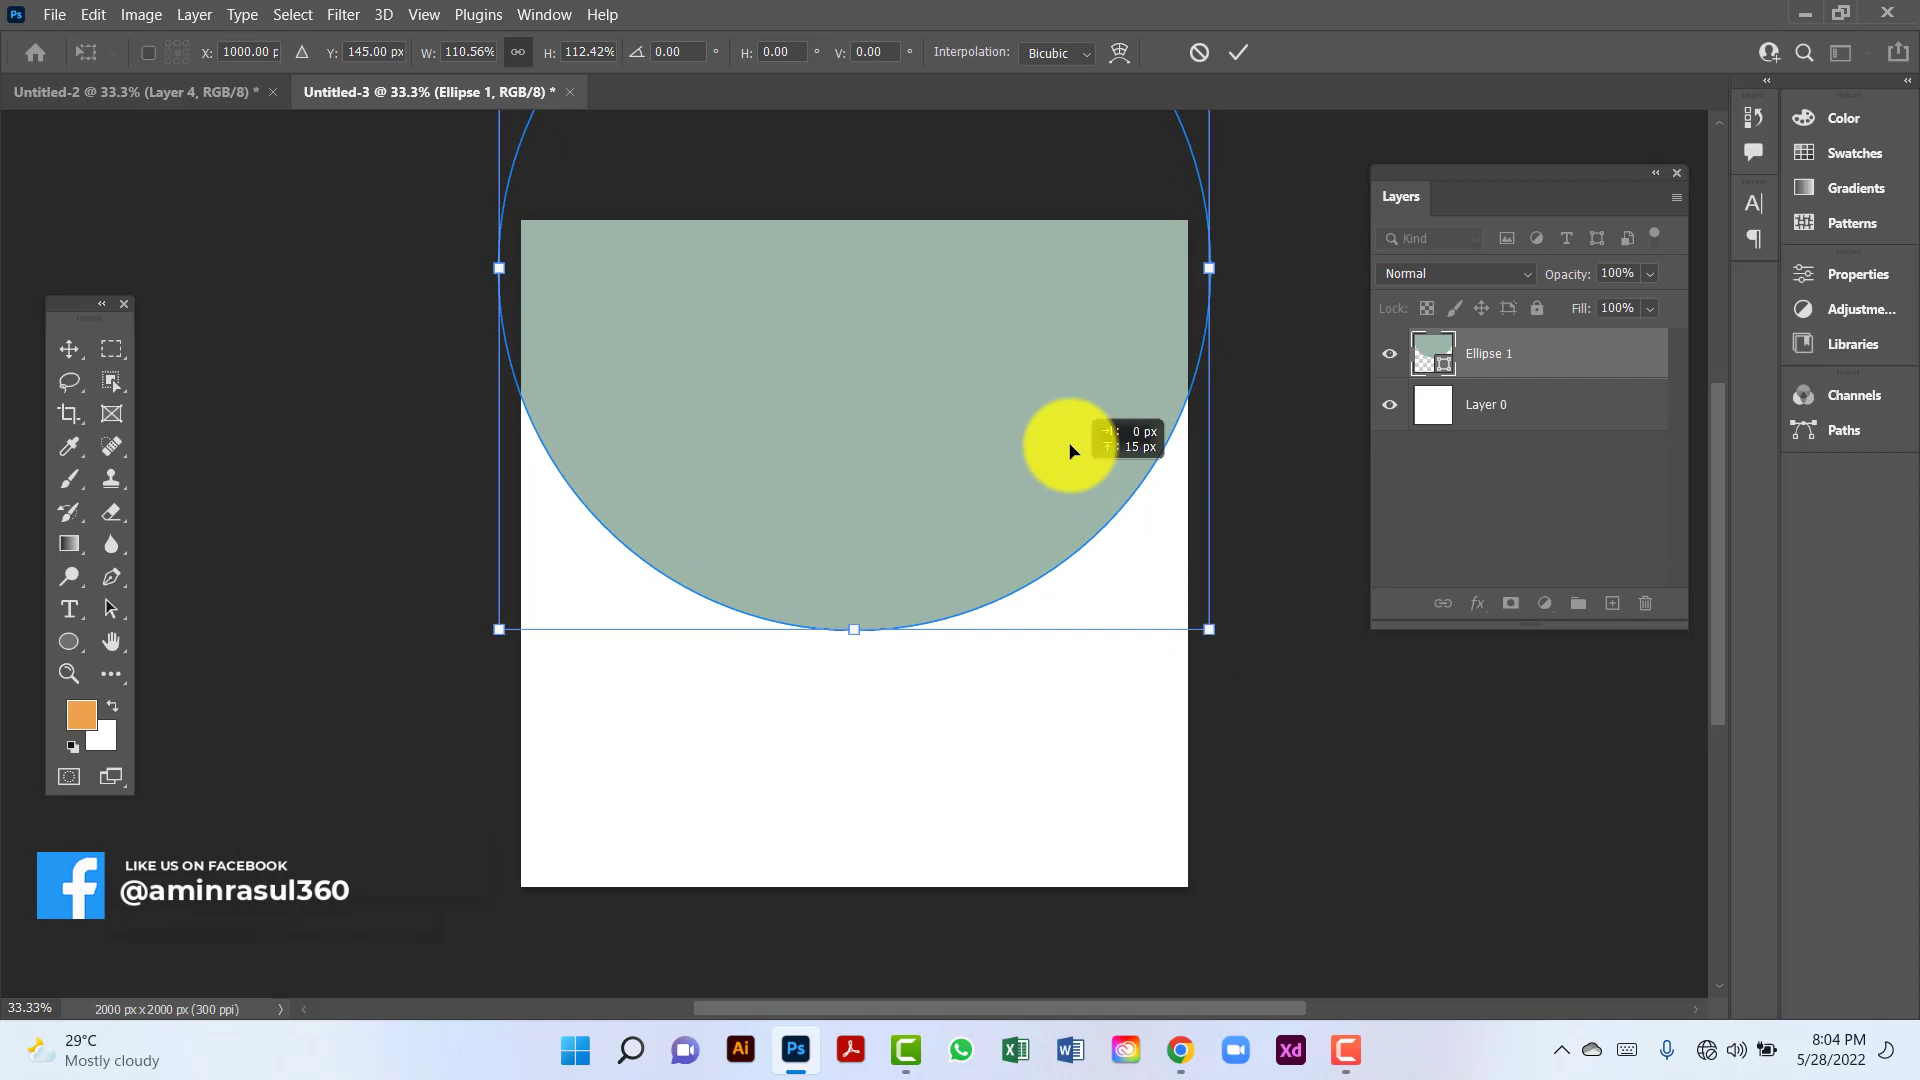 Ps File Edit Image Layer Type Select Filter 3D View Plugins Window Help
X: 1000.00 p Y: 145.00 px W: 110.56% H: 112.42% 0.00 ° H: 0.00 ° V: 0.00 ° Interpolation: Bicubic
Untitled-2 @ 33.3% (Layer 4, RGB/8) * Untitled-3 @ 33.3% (Ellipse 1, RGB/8) *
Color
Swatches
Gradients
Patterns
Properties
Adjustme...
Libraries
Channels
Paths
Layers
Kind
Normal Opacity: 100%
Lock: Fill: 100%
Ellipse 1
Layer 0
0 px
15 px
LIKE US ON FACEBOOK
@aminrasul360
33.33% 2000 px x 2000 px (300 ppi)
29°C
Mostly cloudy
Ai Ps Xd
8:04 PM
5/28/2022